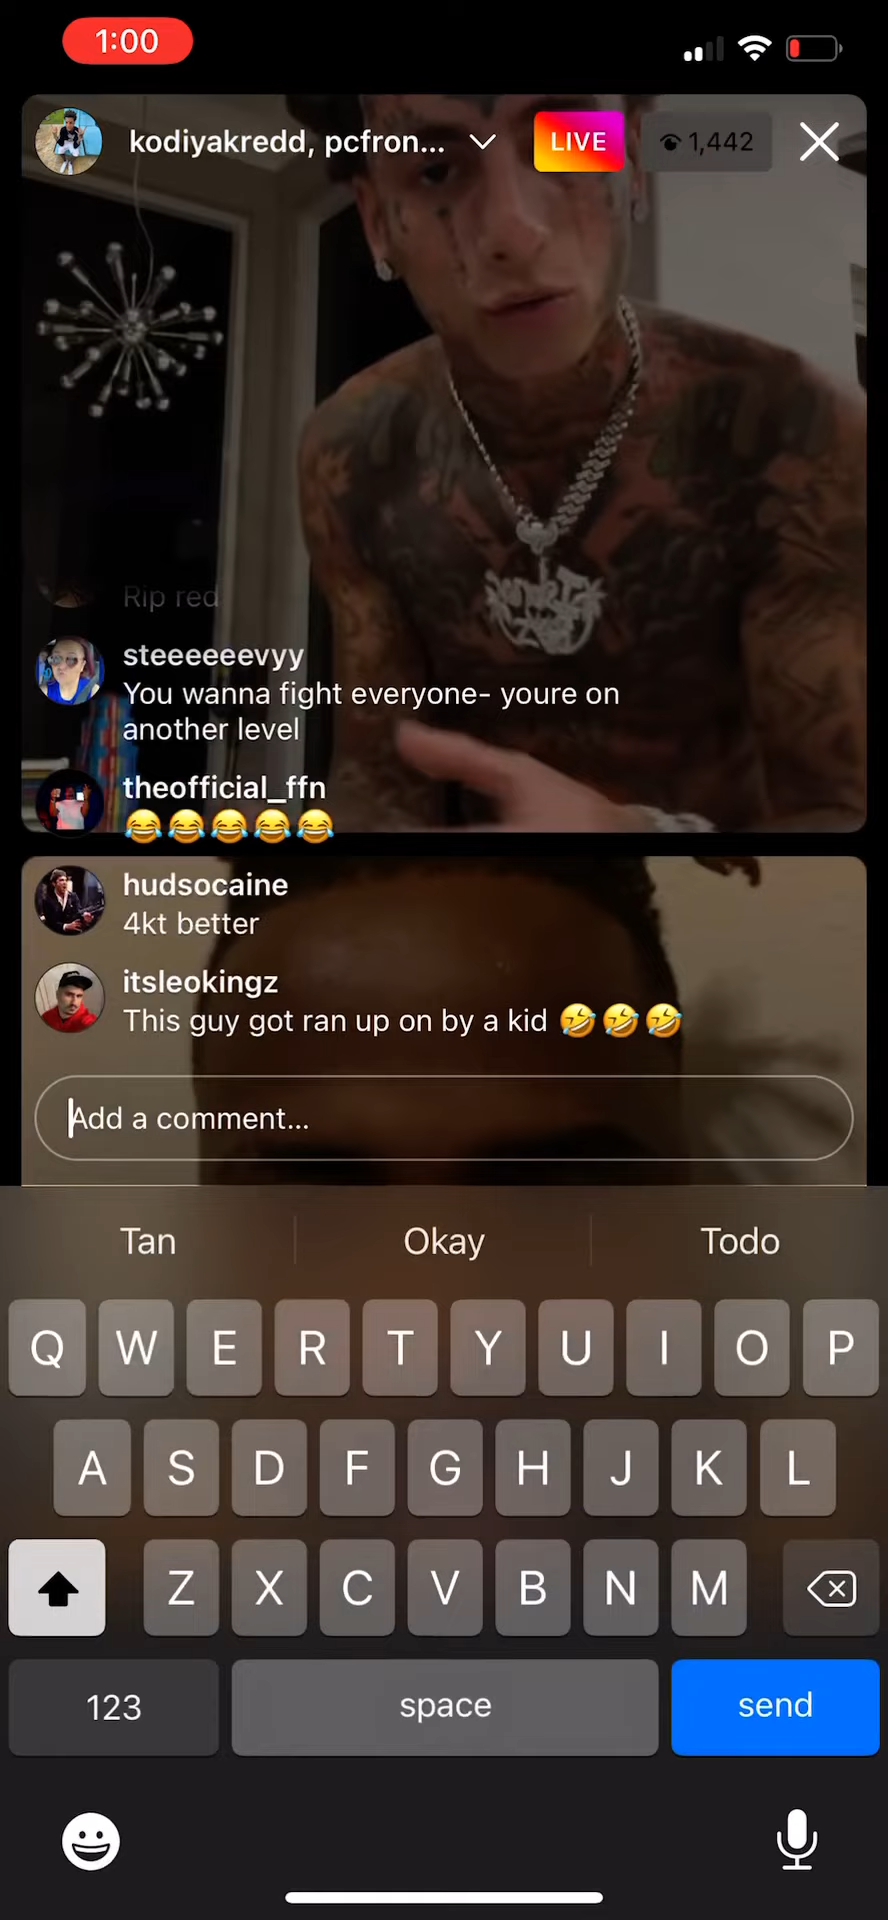 1:00
kodiyakredd, pcfron...
LIVE
1,442
Rip red
steeeeeevyy
You wanna fight everyone- youre on
another level
theofficial_ffn
😂😂😂😂😂
hudsocaine
4kt better
itsleokingz
This guy got ran up on by a kid 🤣🤣🤣
Add a comment...
Tan Okay Todo
Q W E R T Y U I O P
A S D F G H J K L
Z X C V B N M
123 space send